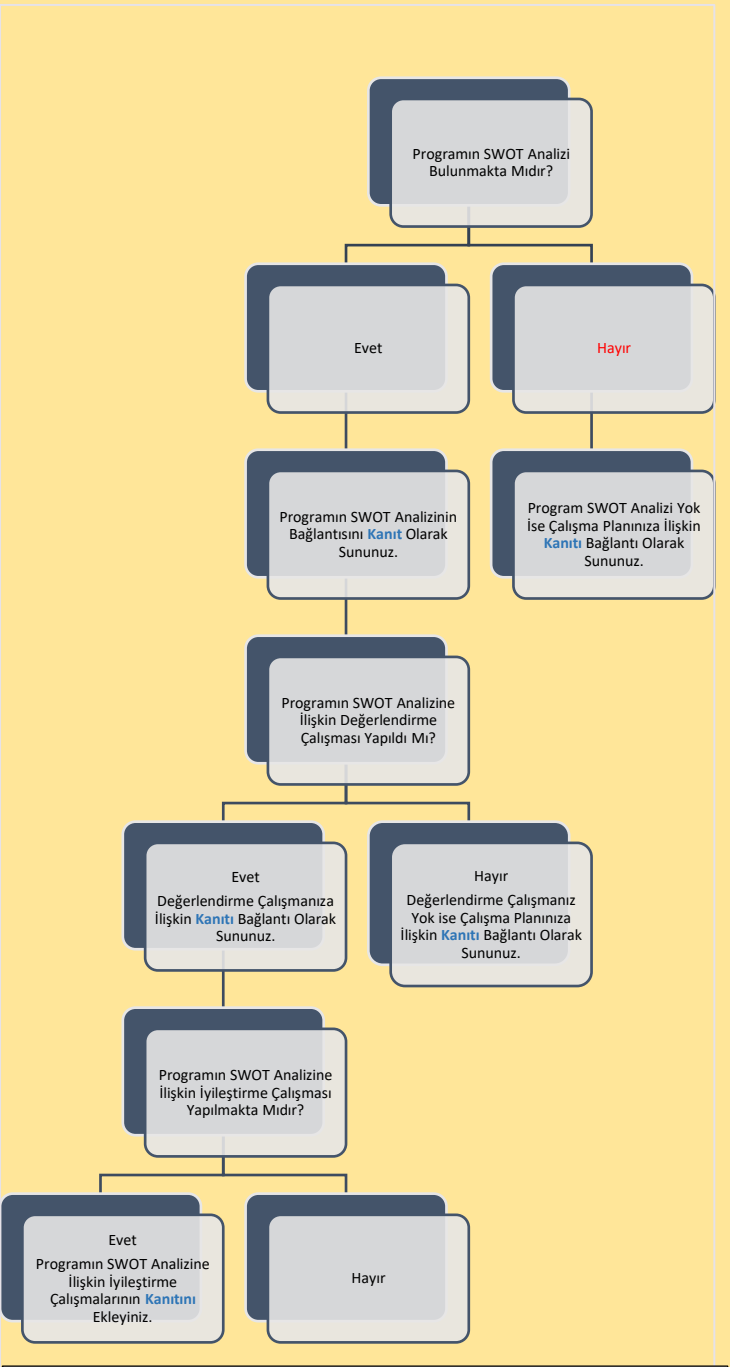 Programın SWOT Analizi
Bulunmakta Mıdır?
Evet
Hayır
Programın SWOT Analizinin
Bağlantısını Kanıt Olarak
Sununuz.
Program SWOT Analizi Yok
İse Çalışma Planınıza İlişkin
Kanıtı Bağlantı Olarak
Sununuz.
Programın SWOT Analizine
İlişkin Değerlendirme
Çalışması Yapıldı Mı?
Evet
Değerlendirme Çalışmanıza
İlişkin Kanıtı Bağlantı Olarak
Sununuz.
Hayır
Değerlendirme Çalışmanız
Yok ise Çalışma Planınıza
İlişkin Kanıtı Bağlantı Olarak
Sununuz.
Programın SWOT Analizine
İlişkin İyileştirme Çalışması
Yapılmakta Mıdır?
Evet
Programın SWOT Analizine
İlişkin İyileştirme
Çalışmalarının Kanıtını
Ekleyiniz.
Hayır